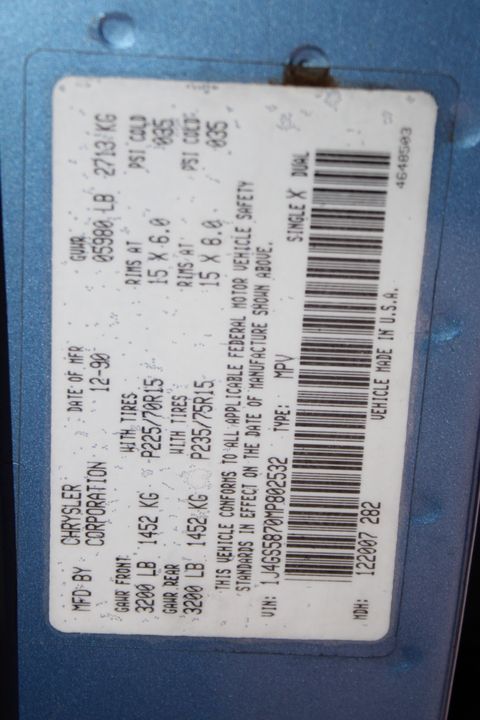 MFD BY CHRYSLER CORPORATION DATE OF MFR 12-90 GVWR 05980 LB 2713 KG
GAWR FRONT WITH TIRES RIMS AT PSI COLD
3200 LB 1452 KG P225/70R15 15 X 6.0 035
GAWR REAR WITH TIRES RIMS AT PSI COLD
3200 LB 1452 KG P235/75R15 15 X 8.0 035
THIS VEHICLE CONFORMS TO ALL APPLICABLE FEDERAL MOTOR VEHICLE SAFETY
STANDARDS IN EFFECT ON THE DATE OF MANUFACTURE SHOWN ABOVE.
VIN: 1J4GS5870MP802532 TYPE: MPV SINGLE X DUAL
MDH: 122007 282 VEHICLE MADE IN U.S.A. 4648503